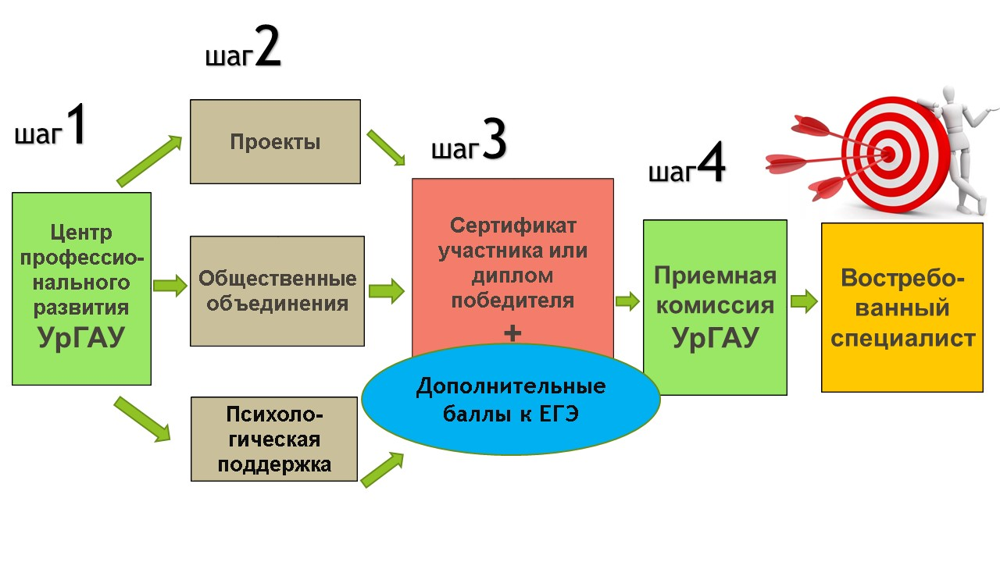 шаг1
Центр
профессио-
нального
развития
УрГАУ
шаг2
Проекты
Общественные
объединения
Психоло-
гическая
поддержка
шаг3
Сертификат
участника или
диплом
победителя
+
Дополнительные
баллы к ЕГЭ
шаг4
Приемная
комиссия
УрГАУ
Востребо-
ванный
специалист